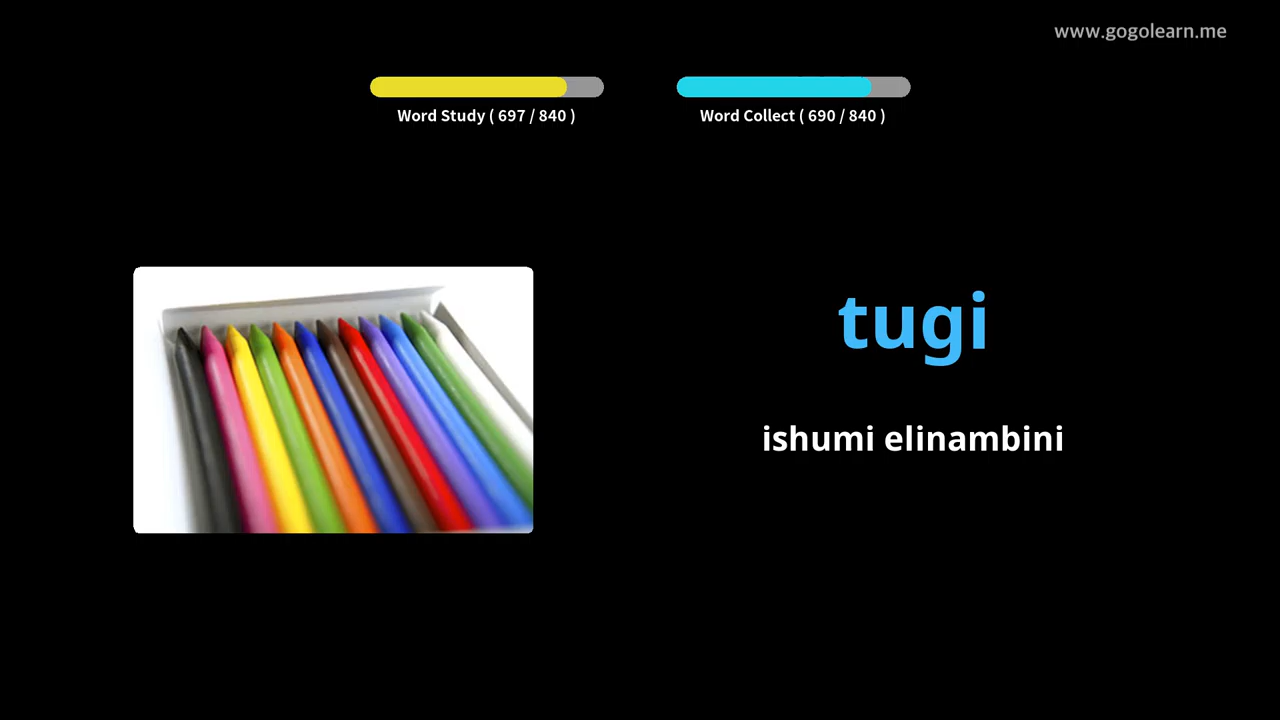 www.gogolearn.me
Word Study ( 697 / 840 )
Word Collect ( 690 / 840 )
tugi
ishumi elinambini